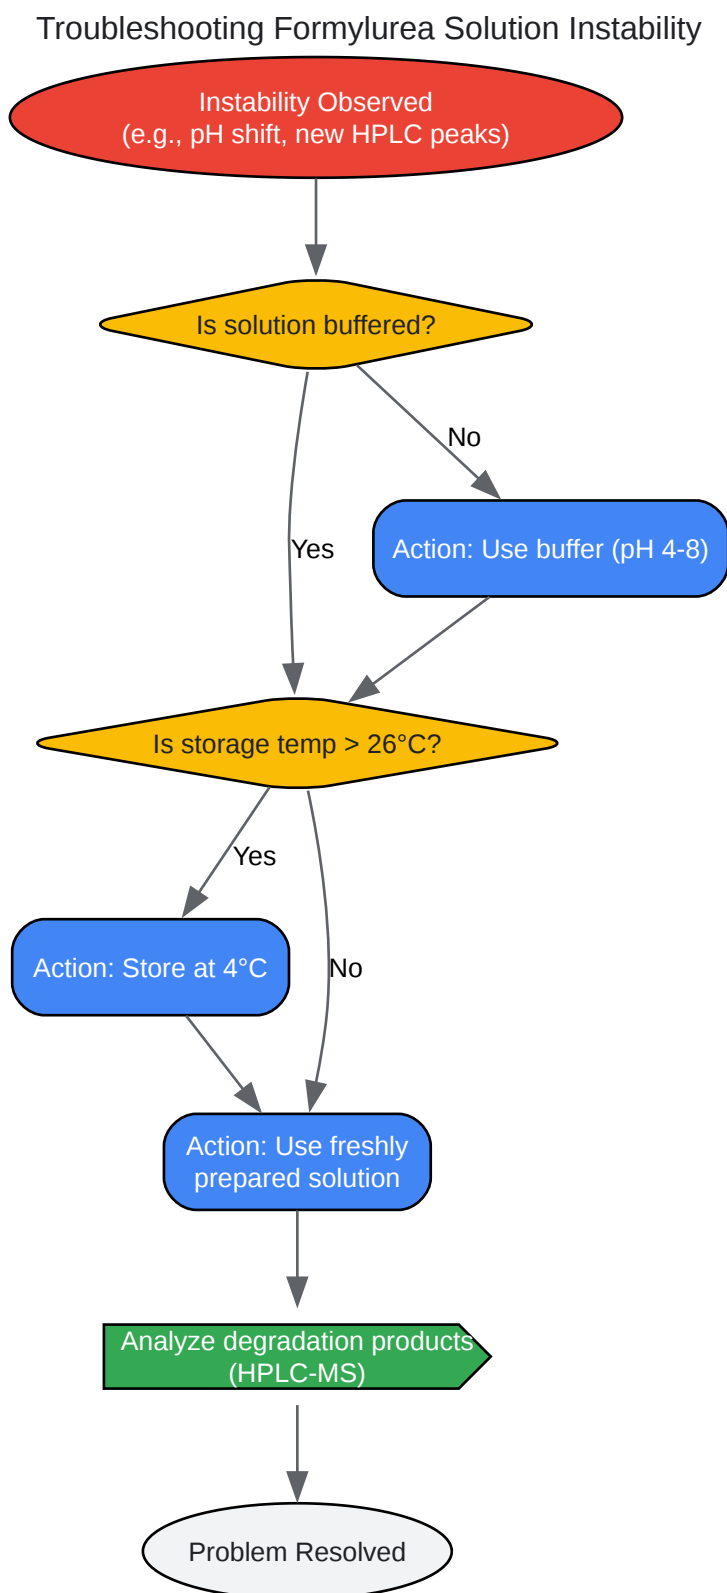 Troubleshooting Formylurea Solution Instability
Instability Observed
(e.g., pH shift, new HPLC peaks)
Is solution buffered?
No
Yes
Action: Use buffer (pH 4-8)
Is storage temp > 26°C?
Yes
Action: Store at 4°C
No
Action: Use freshly
prepared solution
Analyze degradation products
(HPLC-MS)
Problem Resolved